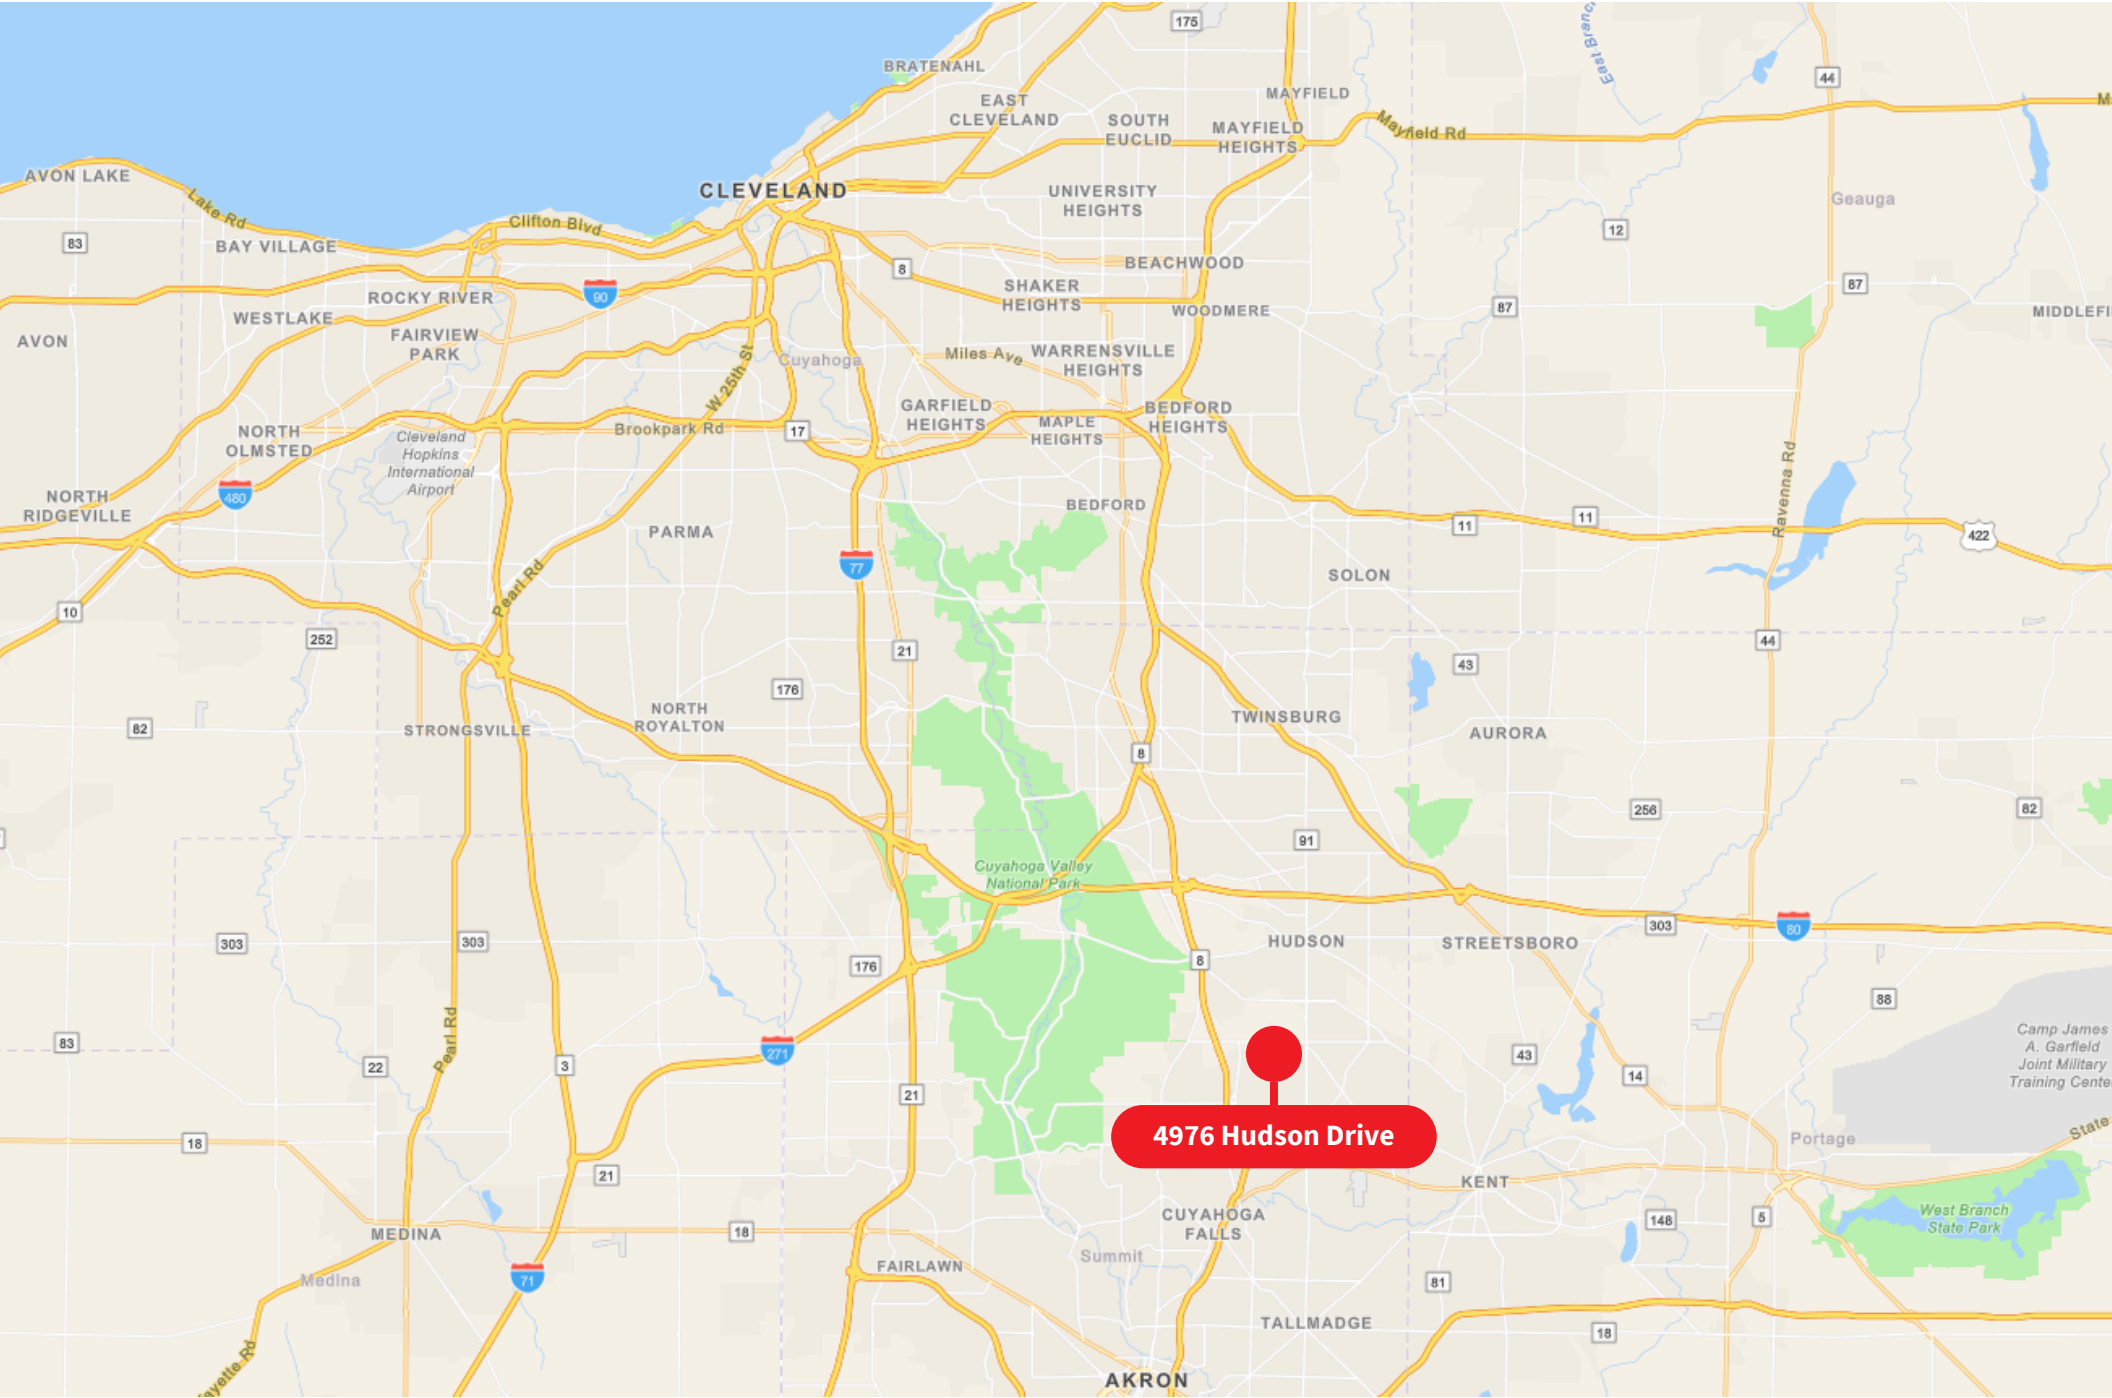 175
BRATENAHL
44
EAST
CLEVELAND
MAYFIELD
SOUTH
EUCLID
MAYFIELD
HEIGHTS
Mayfield Rd
East Branc
AVON LAKE
Lake Rd
CLEVELAND
UNIVERSITY
HEIGHTS
Geauga
Clifton Blvd
12
83
BAY VILLAGE
BEACHWOOD
8
87
90
ROCKY RIVER
SHAKER
HEIGHTS
WOODMERE
87
MIDDLEFI
WESTLAKE
FAIRVIEW
PARK
AVON
Cuyahoga
Miles Ave
WARRENSVILLE
HEIGHTS
W 25th St
GARFIELD
HEIGHTS
BEDFORD
HEIGHTS
MAPLE
HEIGHTS
17
Brookpark Rd
NORTH
OLMSTED
Cleveland
Hopkins
International
Airport
480
NORTH
RIDGEVILLE
BEDFORD
Ravenna Rd
11
11
422
PARMA
77
SOLON
Pearl Rd
10
252
21
44
43
176
NORTH
ROYALTON
TWINSBURG
82
STRONGSVILLE
AURORA
8
256
82
91
Cuyahoga Valley
National Park
303
80
303
303
HUDSON
STREETSBORO
176
8
88
83
Pearl Rd
271
43
Camp James
A. Garfield
Joint Military
Training Cente
22
3
14
21
4976 Hudson Drive
State
Portage
18
21
KENT
West Branch
State Park
CUYAHOGA
FALLS
148
5
MEDINA
18
Summit
FAIRLAWN
Medina
71
81
TALLMADGE
18
ayette Rd
AKRON